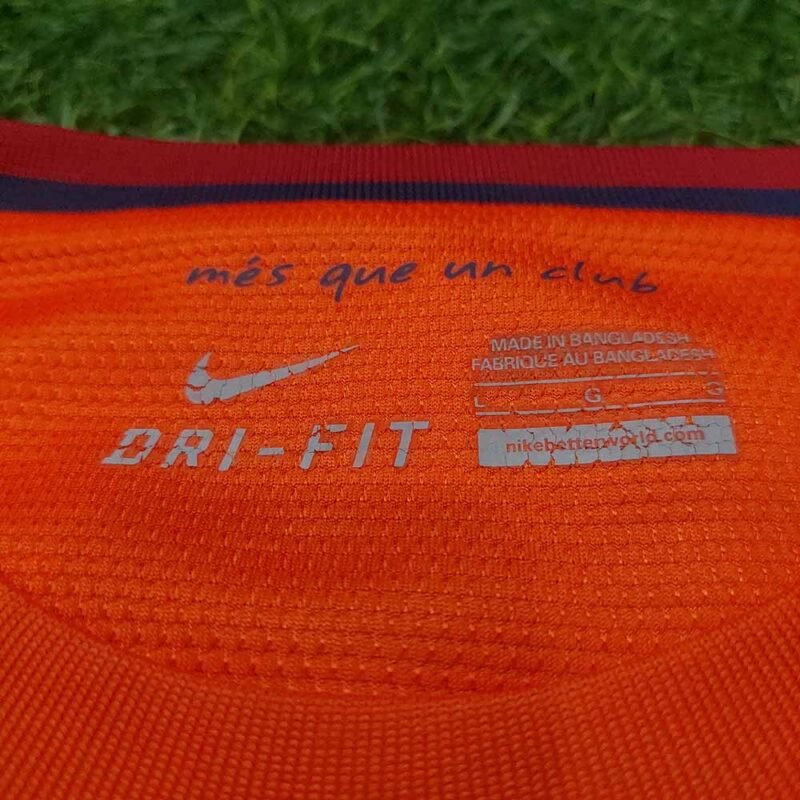 més que un club
DRI-FIT
MADE IN BANGLADESH
FABRIQUE AU BANGLADESH
L G G
nikebetterworld.com